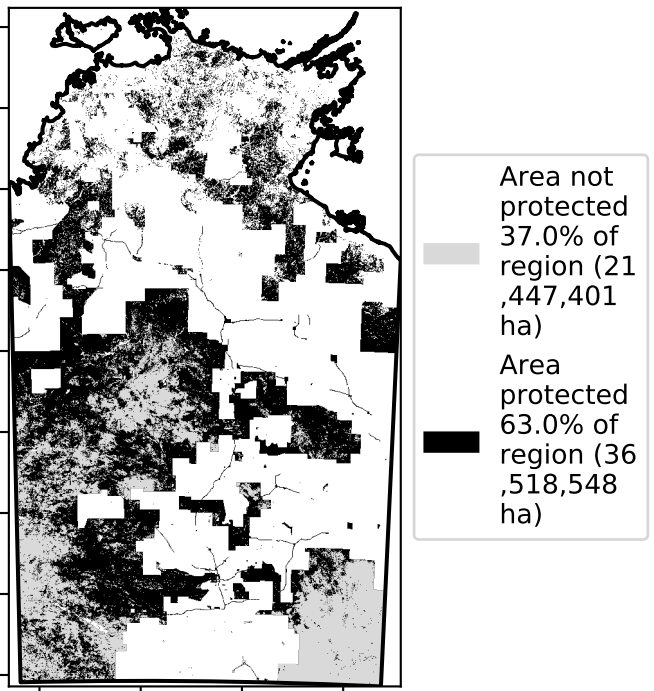 Area not
protected
37.0% of
region (21
,447,401
ha)
Area
protected
63.0% of
region (36
,518,548
ha)